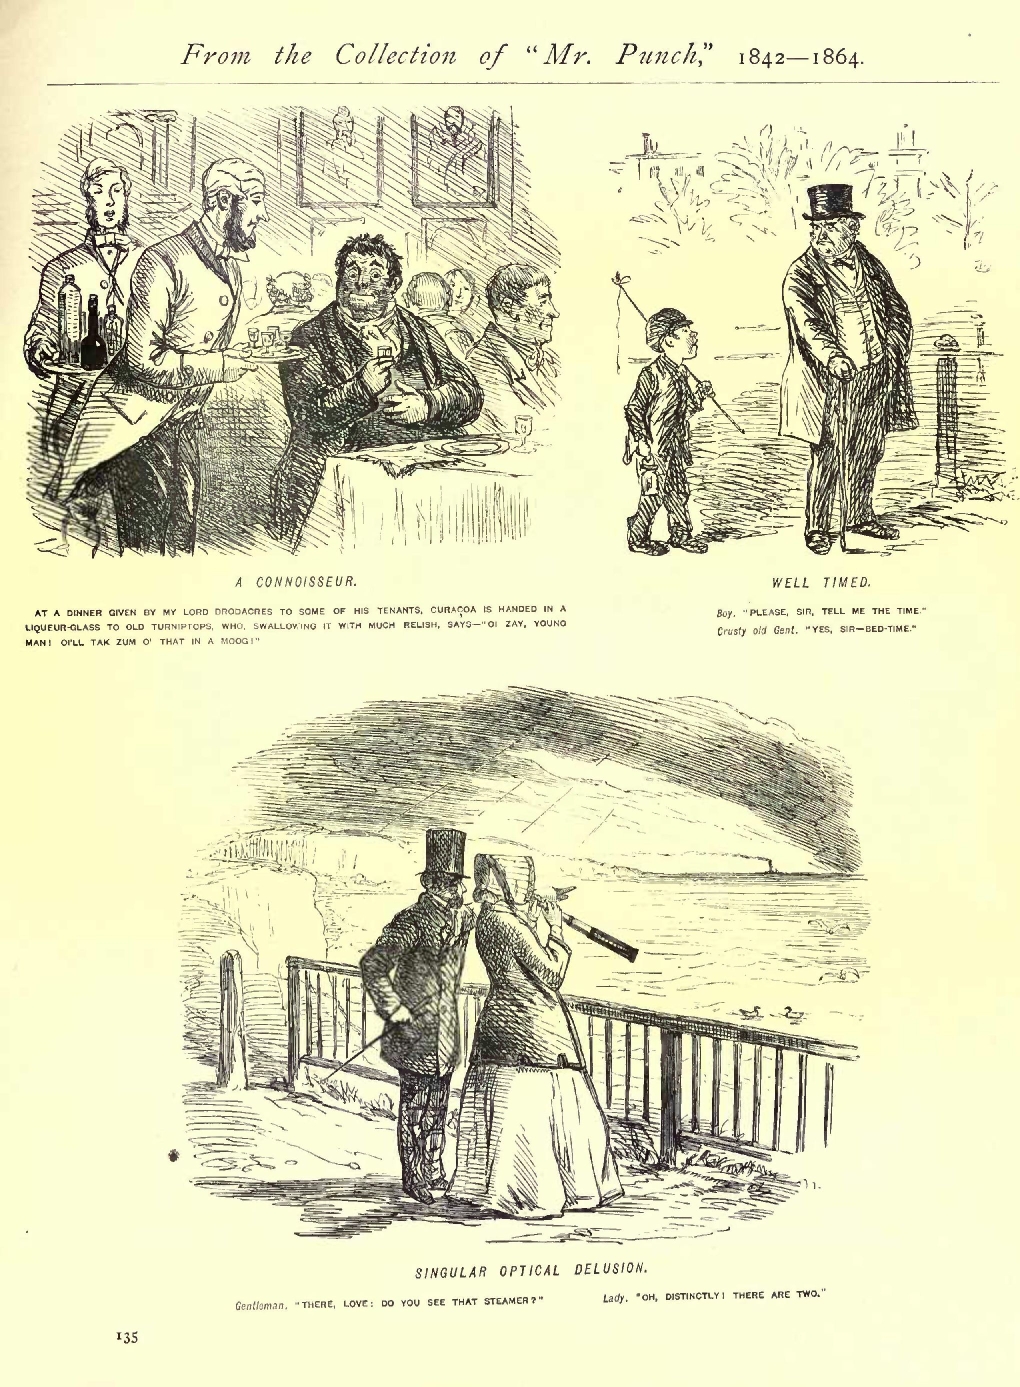 From the Collection of "Mr. Punch," 1842—1864.
A CONNOISSEUR.
AT A DINNER GIVEN BY MY LORD BROADACRES TO SOME OF HIS TENANTS, CURAÇOA IS HANDED IN A
LIQUEUR-GLASS TO OLD TURNIPTOPS, WHO, SWALLOWING IT WITH MUCH RELISH, SAYS—"OI ZAY, YOUNG
MAN! OI'LL TAK ZUM O' THAT IN A MOOG!"
WELL TIMED.
Boy. "PLEASE, SIR, TELL ME THE TIME."
Crusty old Gent. "YES, SIR—BED-TIME."
SINGULAR OPTICAL DELUSION.
Gentleman. "THERE, LOVE: DO YOU SEE THAT STEAMER?" Lady. "OH, DISTINCTLY! THERE ARE TWO."
135